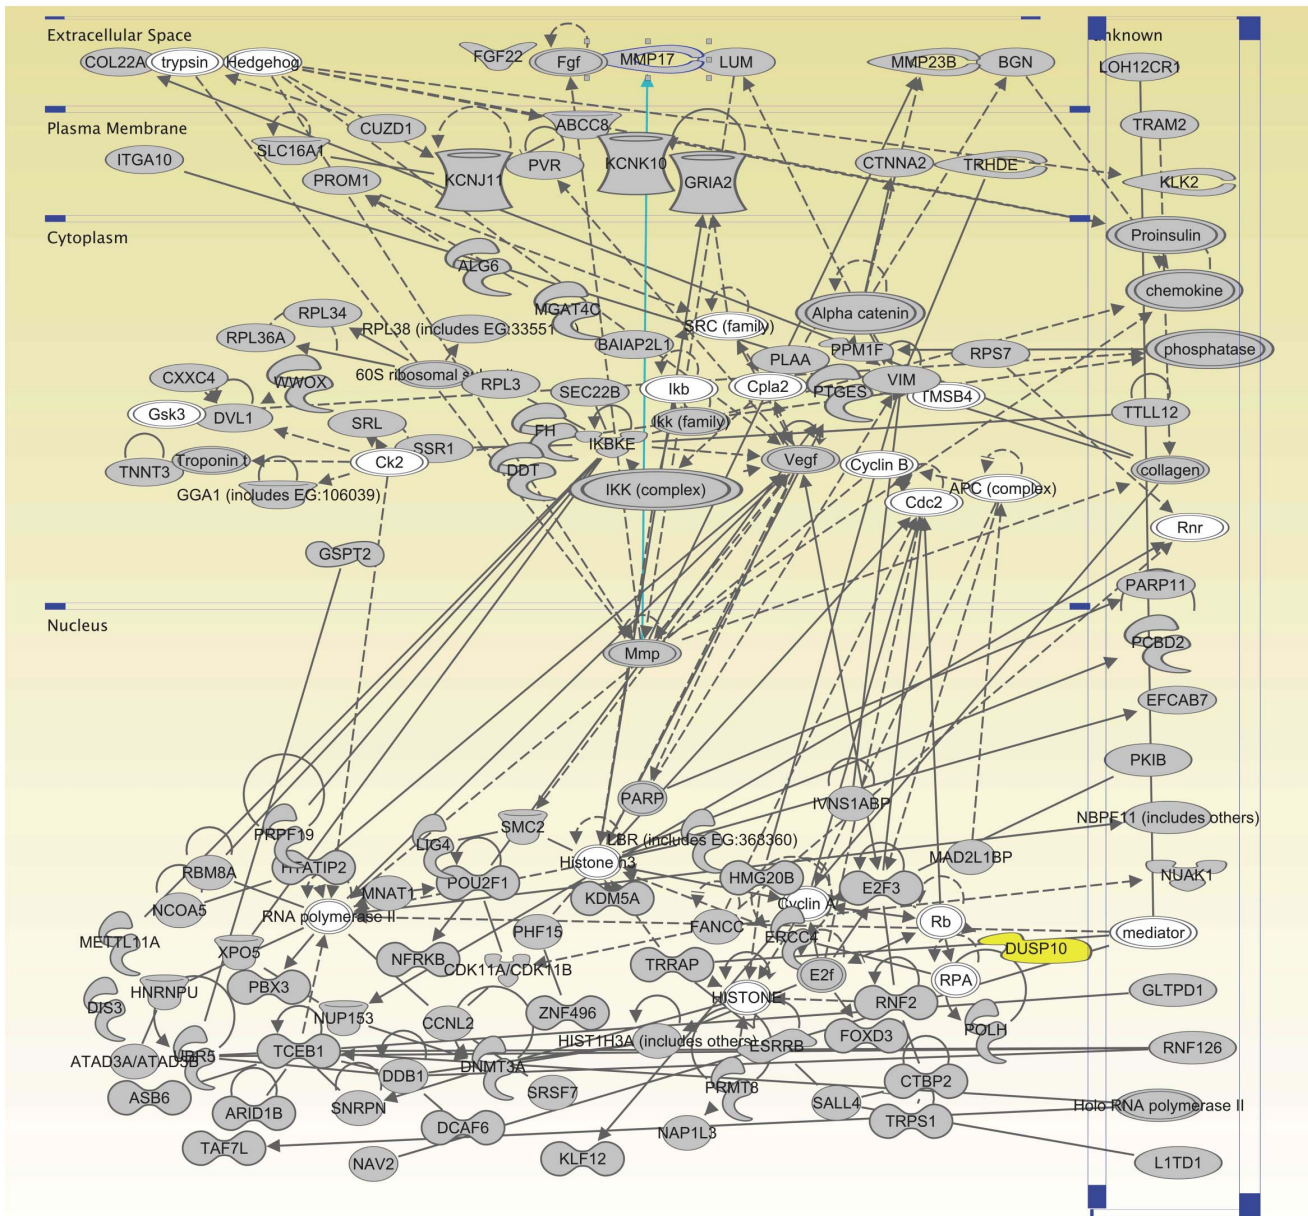 Extracellular Space
unknown
COL22A
trypsin
Hedgehog
FGF22
Fgf
MMP17
LUM
MMP23B
BGN
LOH12CR1
Plasma Membrane
CUZD1
ABCC8
TRAM2
ITGA10
SLC16A1
PROM1
KCNJ11
PVR
KCNK10
GRIA2
CTNNA2
TRHDE
KLK2
Cytoplasm
Proinsulin
ALG6
chemokine
MGAT4C
RPL34
RPL38 (includes EG:33551
SRC (family)
Alpha catenin
RPL36A
BAIAP2L1
PLAA
PPM1F
RPS7
phosphatase
CXXC4
WWOX
60S ribosomal su
RPL3
SEC22B
Ikb
Cpla2
PTGES
VIM
TMSB4
Gsk3
DVL1
SRL
FH
IKBKE
Ikk (family)
TTLL12
TNNT3
Troponin t
Ck2
SSR1
DDT
Vegf
Cyclin B
collagen
GGA1 (includes EG:106039)
IKK (complex)
Cdc2
APC (complex)
Rnr
GSPT2
PARP11
Nucleus
Mmp
PCBD2
EFCAB7
PKIB
PARP
IVNS1ABP
NBPF11 (includes others)
PRPF19
LIG4
SMC2
LBR (includes EG:368360)
MAD2L1BP
RBM8A
HTATIP2
Histone h3
NUAK1
NCOA5
MNAT1
POU2F1
KDM5A
HMG20B
E2F3
RNA polymerase II
Cyclin A
Rb
mediator
METTL11A
XPO5
PHF15
FANCC
ERCC4
DUSP10
NFRKB
CDK11A/CDK11B
TRRAP
E2f
RPA
HNRNPU
PBX3
HISTONE
RNF2
GLTPD1
DIS3
NUP153
CCNL2
ZNF496
HIST1H3A (includes others)
ESRRB
FOXD3
POLH
ATAD3A/ATAD3B
UBR5
TCEB1
DDB1
DNMT3A
RNF126
ASB6
SRSF7
PRMT8
CTBP2
ARID1B
SNRPN
SALL4
Holo RNA polymerase II
TAF7L
DCAF6
NAP1L3
TRPS1
NAV2
KLF12
L1TD1